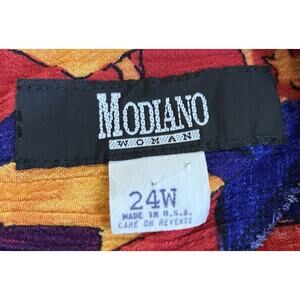 MODIANO
WOMAN
24W
MADE IN U.S.A.
CARE ON REVERSE